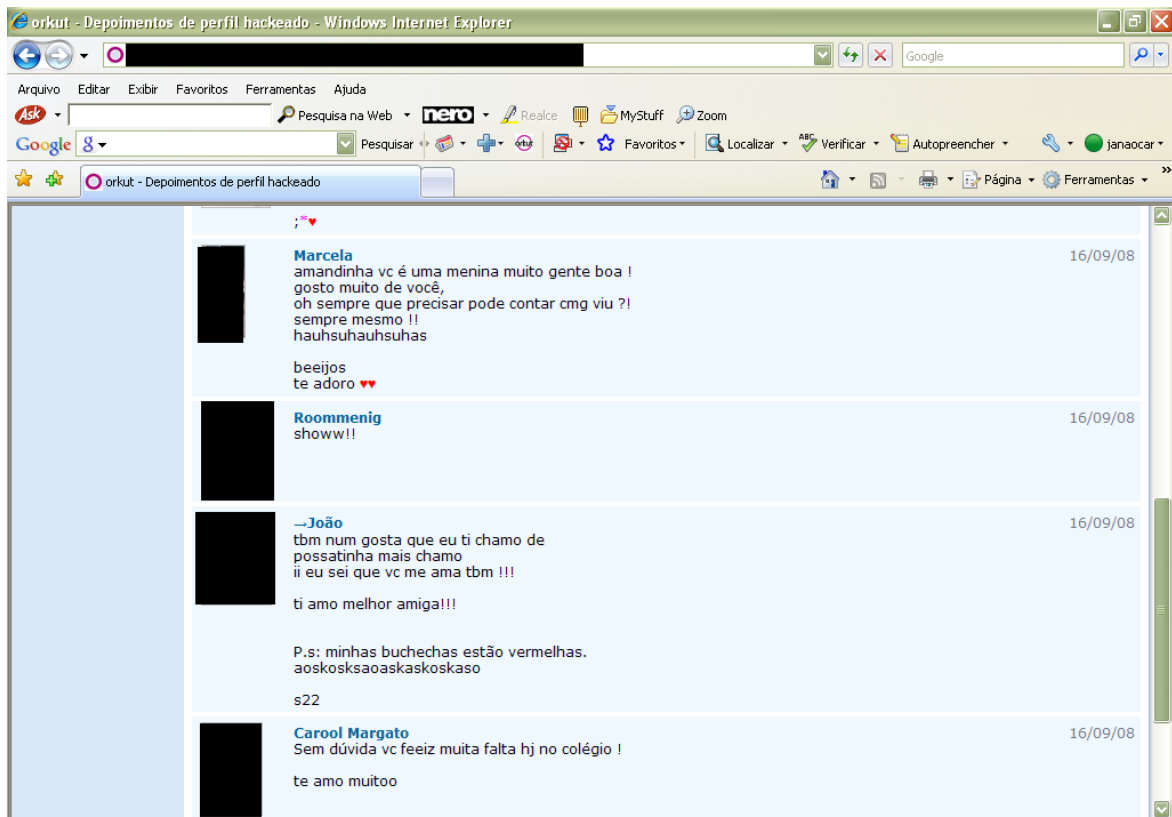 orkut - Depoimentos de perfil hackeado - Windows Internet Explorer
Google
Arquivo Editar Exibir Favoritos Ferramentas Ajuda
Ask Pesquisa na Web nero Realce MyStuff Zoom
Google g Pesquisar orkut Favoritos Localizar ABC Verificar Autopreencher janaocar
orkut - Depoimentos de perfil hackeado Página Ferramentas »
;*♥
Marcela 16/09/08
amandinha vc é uma menina muito gente boa !
gosto muito de você,
oh sempre que precisar pode contar cmg viu ?!
sempre mesmo !!
hauhsuhauhsuhas
beeijos
te adoro ♥♥
Roommenig 16/09/08
showw!!
→João 16/09/08
tbm num gosta que eu ti chamo de
possatinha mais chamo
ii eu sei que vc me ama tbm !!!
ti amo melhor amiga!!!
P.s: minhas buchechas estão vermelhas.
aoskosksaoaskaskoskaso
s22
Carool Margato 16/09/08
Sem dúvida vc feeiz muita falta hj no colégio !
te amo muitoo